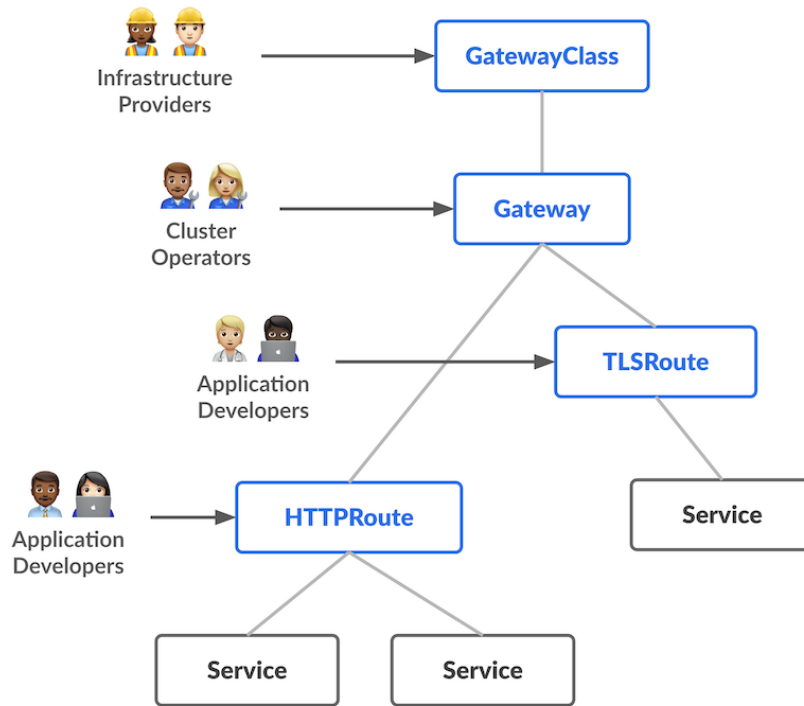 GatewayClass
Infrastructure
Providers
Gateway
Cluster
Operators
TLSRoute
Application
Developers
HTTPRoute
Service
Application
Developers
Service
Service